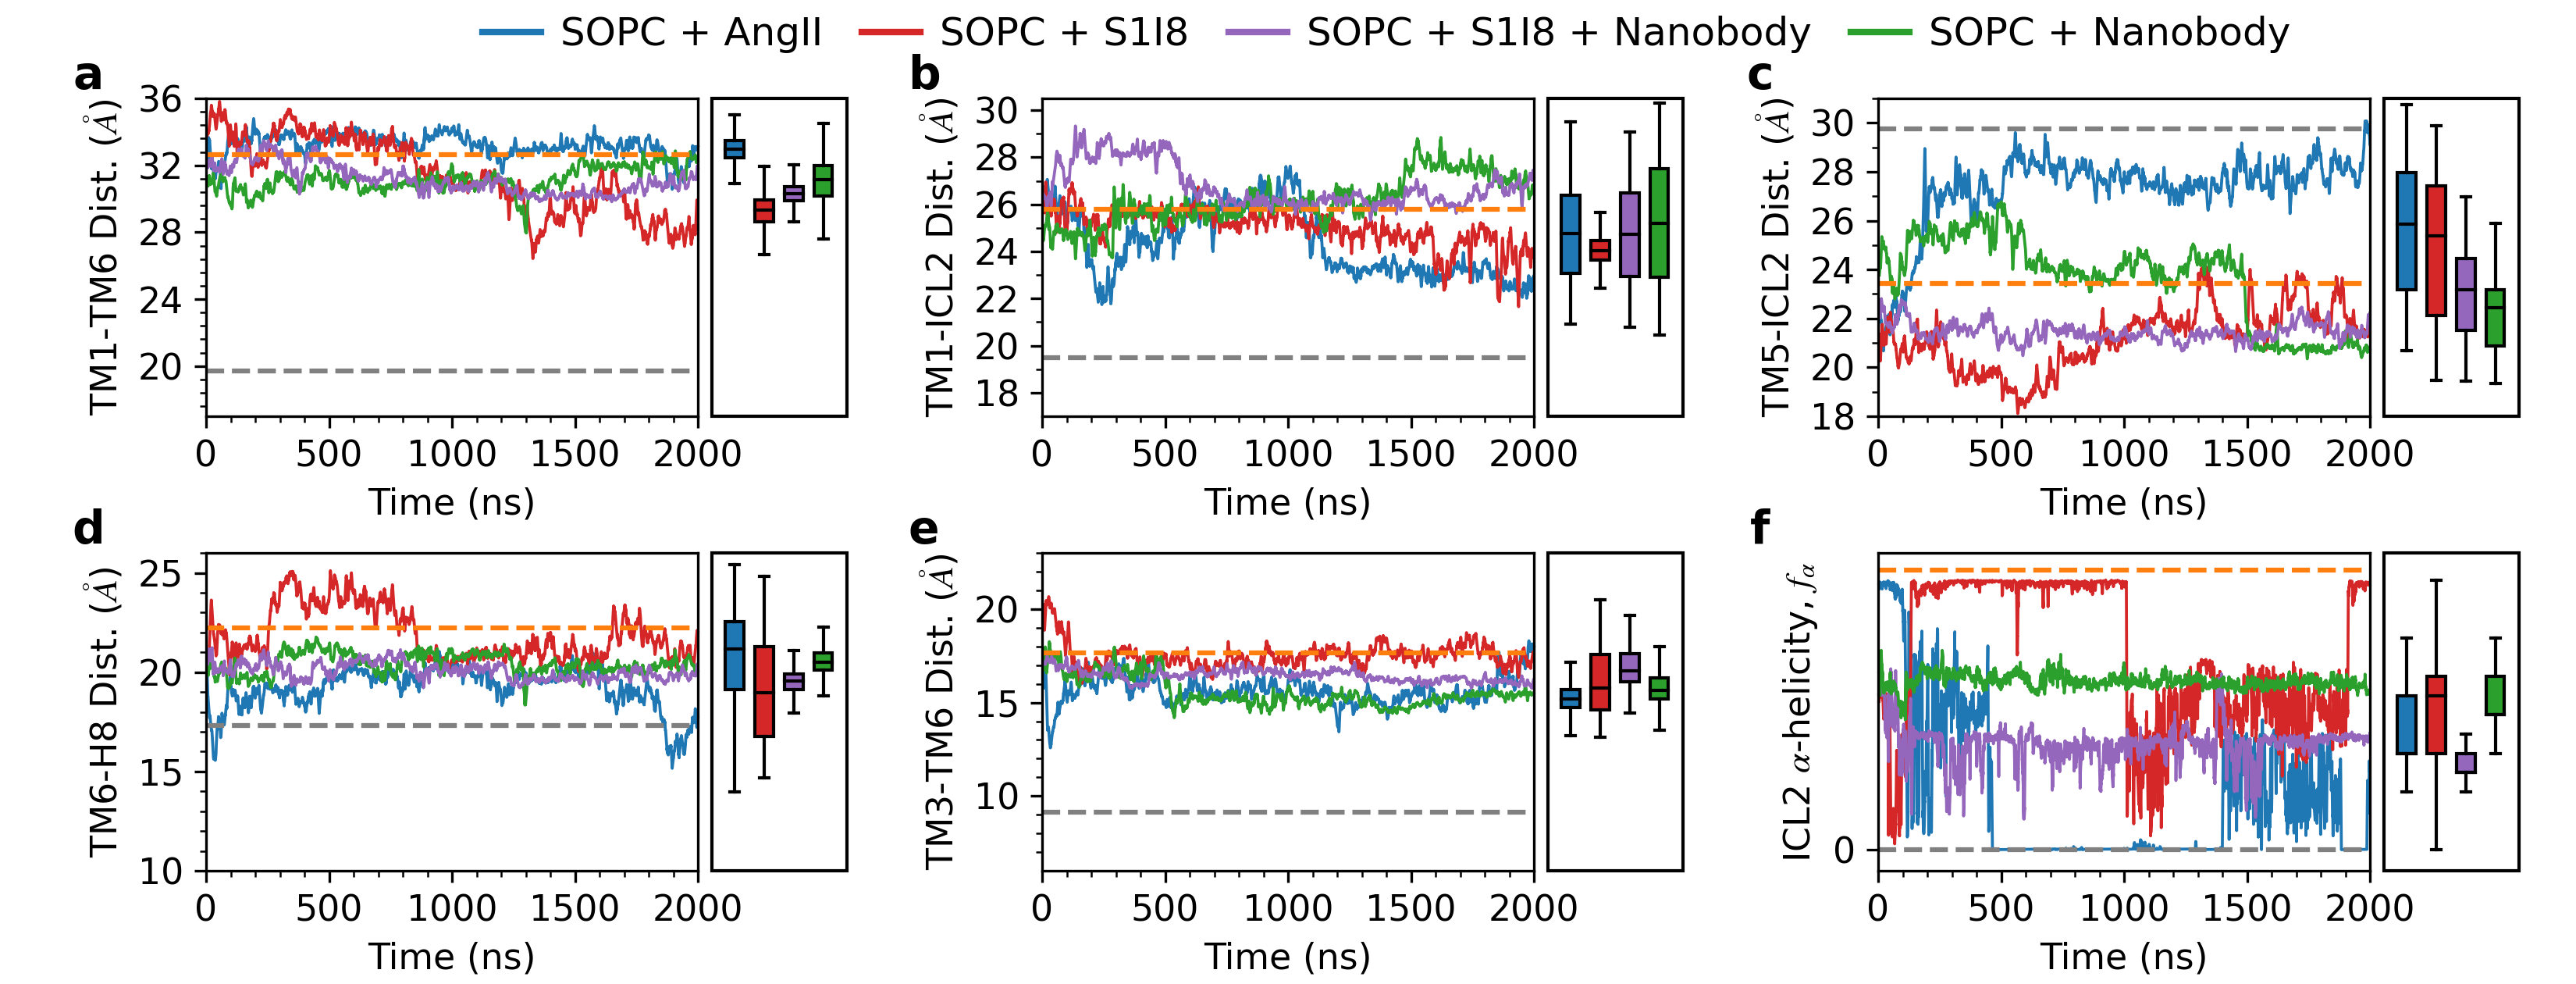 SOPC + AngII SOPC + S1I8 SOPC + S1I8 + Nanobody SOPC + Nanobody
a
TM1-TM6 Dist. (Å)
36
32
28
24
20
0 500 1000 1500 2000
Time (ns)
b
TM1-ICL2 Dist. (Å)
30
28
26
24
22
20
18
0 500 1000 1500 2000
Time (ns)
c
TM5-ICL2 Dist. (Å)
30
28
26
24
22
20
18
0 500 1000 1500 2000
Time (ns)
d
TM6-H8 Dist. (Å)
25
20
15
10
0 500 1000 1500 2000
Time (ns)
e
TM3-TM6 Dist. (Å)
20
15
10
0 500 1000 1500 2000
Time (ns)
f
ICL2 α-helicity, fα
0
0 500 1000 1500 2000
Time (ns)